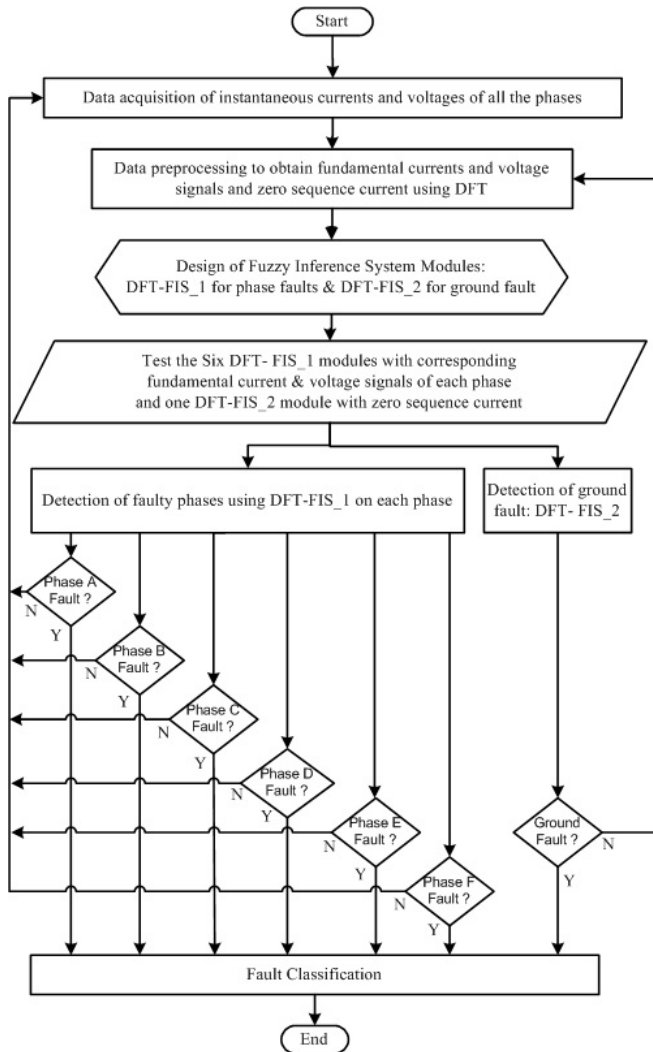 Start
Data acquisition of instantaneous currents and voltages of all the phases
Data preprocessing to obtain fundamental currents and voltage
signals and zero sequence current using DFT
Design of Fuzzy Inference System Modules:
DFT-FIS_1 for phase faults & DFT-FIS_2 for ground fault
Test the Six DFT- FIS_1 modules with corresponding
fundamental current & voltage signals of each phase
and one DFT-FIS_2 module with zero sequence current
Detection of faulty phases using DFT-FIS_1 on each phase
Detection of ground
fault: DFT- FIS_2
Phase A
Fault ?
N
Y
Phase B
Fault ?
N
Y
Phase C
Fault ?
N
Y
Phase D
Fault ?
N
Y
Phase E
Fault ?
N
Y
Phase F
Fault ?
N
Y
Ground
Fault ?
N
Y
Fault Classification
End